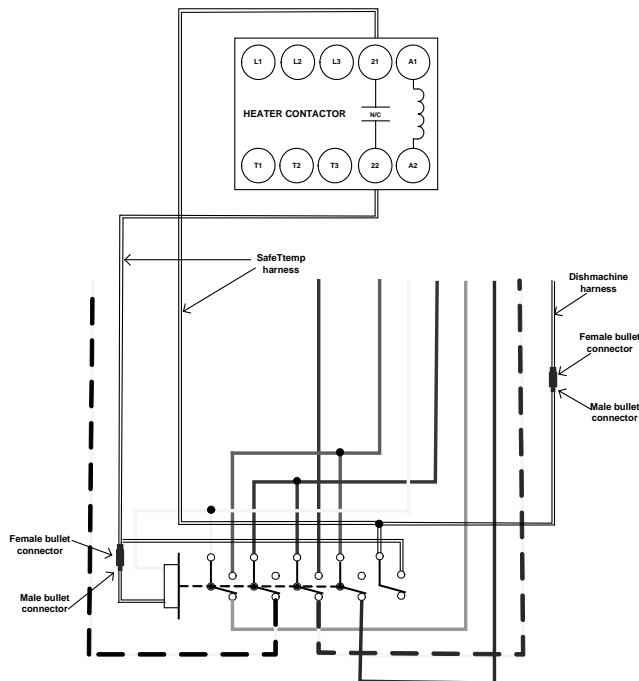 L1 L2 L3 21 A1
HEATER CONTACTOR
N/C
T1 T2 T3 22 A2
SafeTtemp
harness
Dishmachine
harness
Female bullet
connector
Male bullet
connector
Female bullet
connector
Male bullet
connector